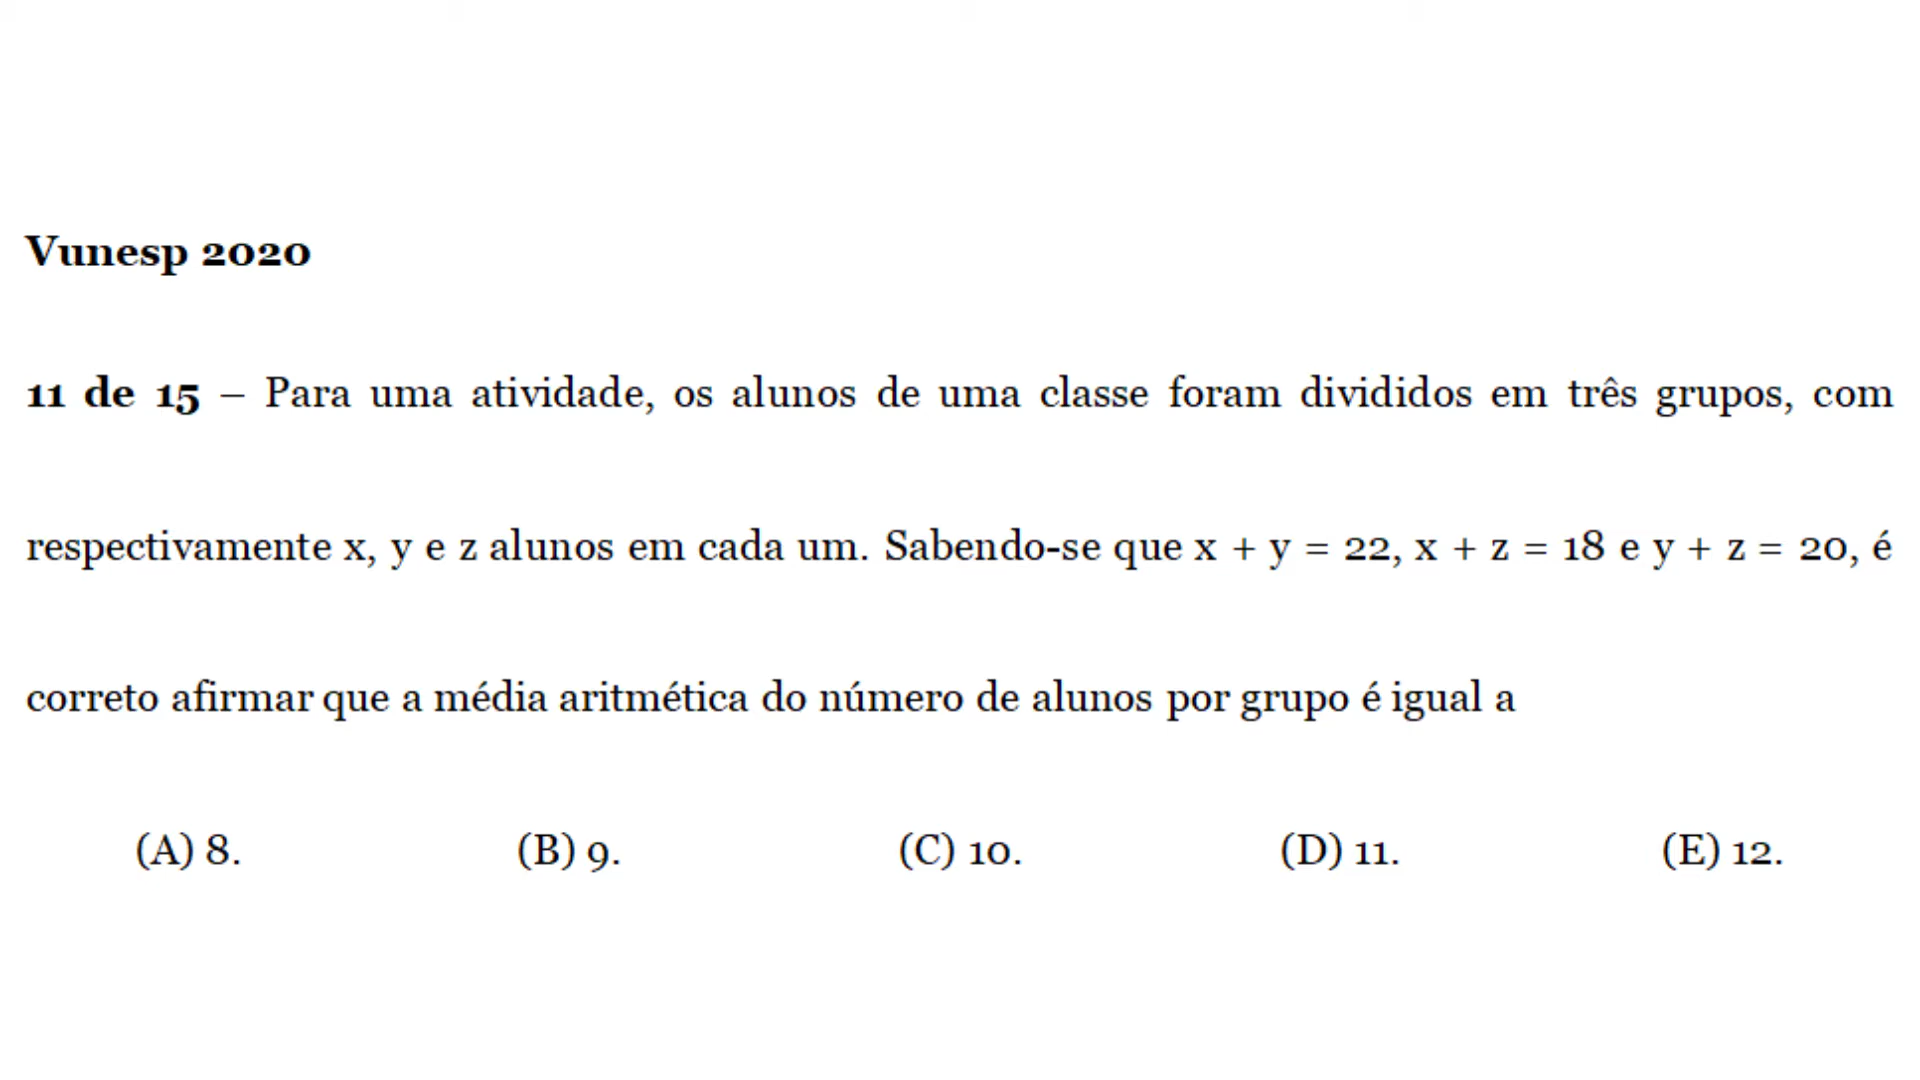 Vunesp 2020
11 de 15 – Para uma atividade, os alunos de uma classe foram divididos em três grupos, com
respectivamente x, y e z alunos em cada um. Sabendo-se que x + y = 22, x + z = 18 e y + z = 20, é
correto afirmar que a média aritmética do número de alunos por grupo é igual a
(A) 8. (B) 9. (C) 10. (D) 11. (E) 12.